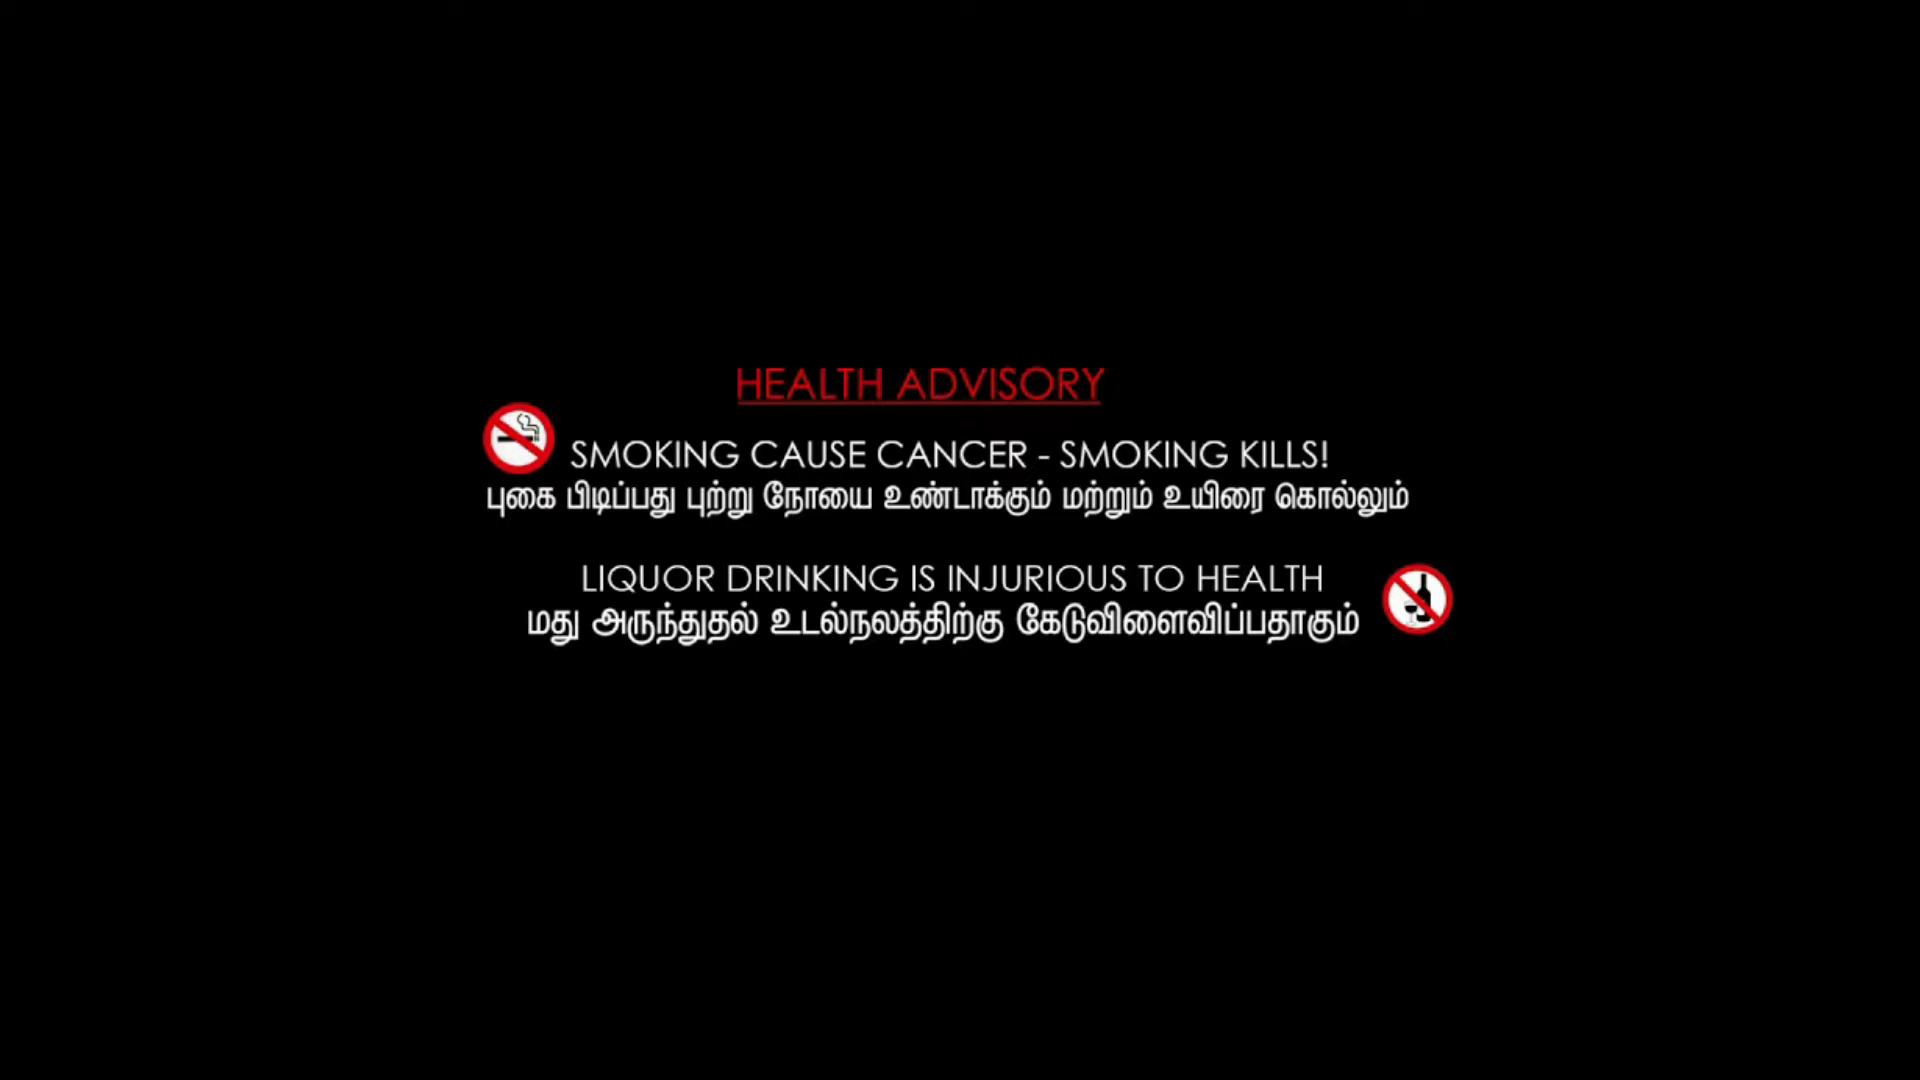 HEALTH ADVISORY
SMOKING CAUSE CANCER - SMOKING KILLS!
புகை பிடிப்பது புற்று நோயை உண்டாக்கும் மற்றும் உயிரை கொல்லும்
LIQUOR DRINKING IS INJURIOUS TO HEALTH
மது அருந்துதல் உடல்நலத்திற்கு கேடுவிளைவிப்பதாகும்